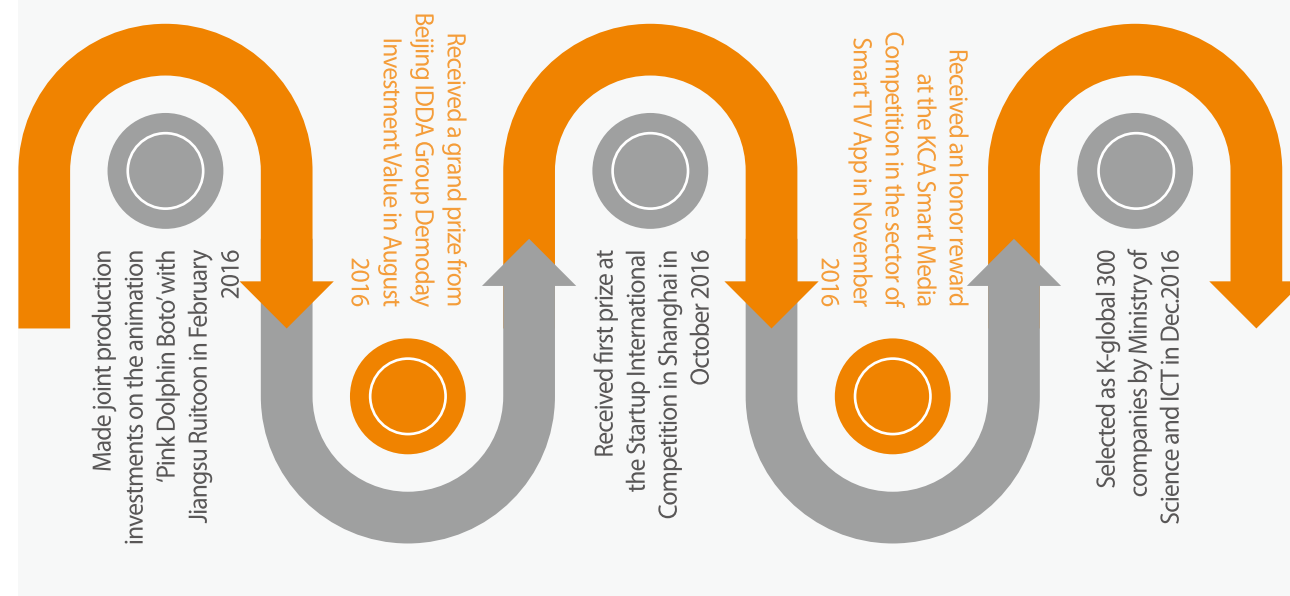 Made joint production
investments on the animation
‘Pink Dolphin Boto’ with
Jiangsu Ruitoon in February
2016
Received a grand prize from
Beijing IDDA Group Demoday
Investment Value in August
2016
Received first prize at
the Startup International
Competition in Shanghai in
October 2016
Received an honor reward
at the KCA Smart Media
Competition in the sector of
Smart TV App in November
2016
Selected as K-global 300
companies by Ministry of
Science and ICT in Dec.2016